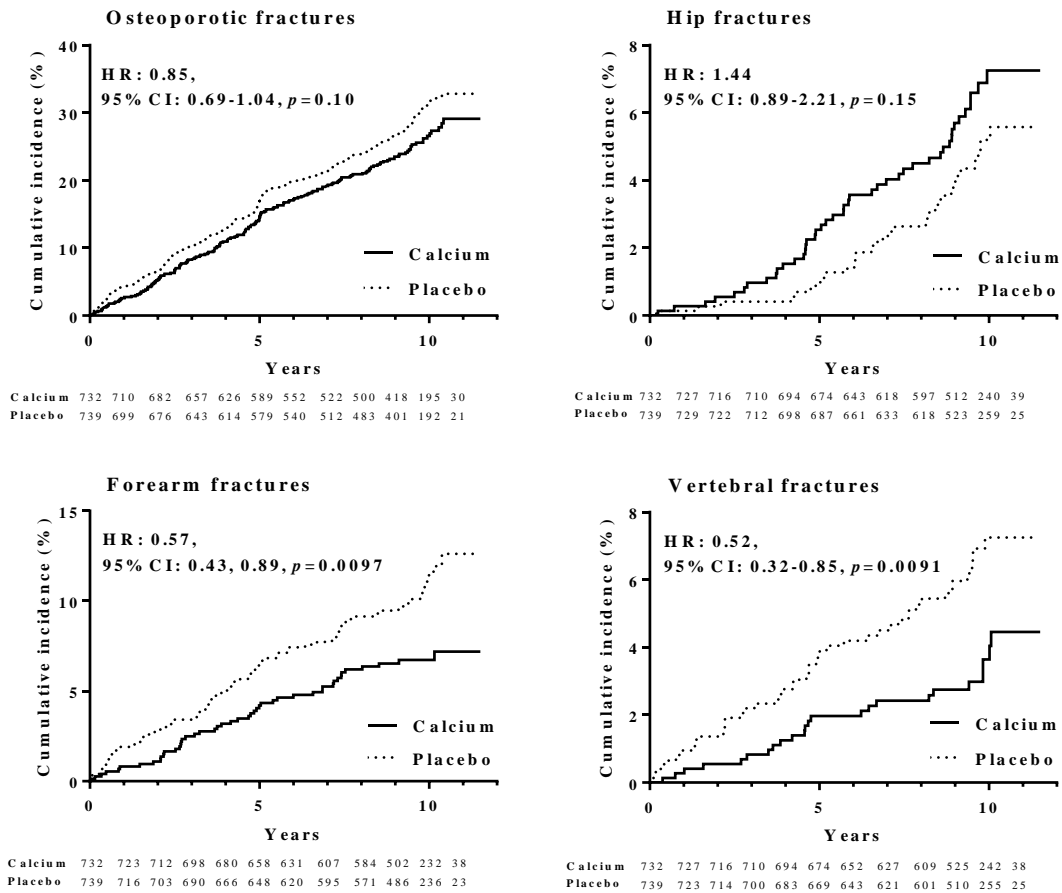 Osteoporotic fractures
40
30
20
10
0
Cumulative incidence (%)
HR: 0.85,
95% CI: 0.69-1.04, p=0.10
Calcium
Placebo
0 5 10
Years
Calcium 732 710 682 657 626 589 552 522 500 418 195 30
Placebo 739 699 676 643 614 579 540 512 483 401 192 21
Hip fractures
8
6
4
2
0
Cumulative incidence (%)
HR: 1.44
95% CI: 0.89-2.21, p=0.15
Calcium
Placebo
0 5 10
Years
Calcium 732 727 716 710 694 674 643 618 597 512 240 39
Placebo 739 729 722 712 698 687 661 633 618 523 259 25
Forearm fractures
15
10
5
0
Cumulative incidence (%)
HR: 0.57,
95% CI: 0.43, 0.89, p=0.0097
Calcium
Placebo
0 5 10
Years
Calcium 732 723 712 698 680 658 631 607 584 502 232 38
Placebo 739 716 703 690 666 648 620 595 571 486 236 23
Vertebral fractures
8
6
4
2
0
Cumulative incidence (%)
HR: 0.52,
95% CI: 0.32-0.85, p=0.0091
Calcium
Placebo
0 5 10
Years
Calcium 732 727 716 710 694 674 652 627 609 525 242 38
Placebo 739 723 714 700 683 669 643 621 601 510 255 25